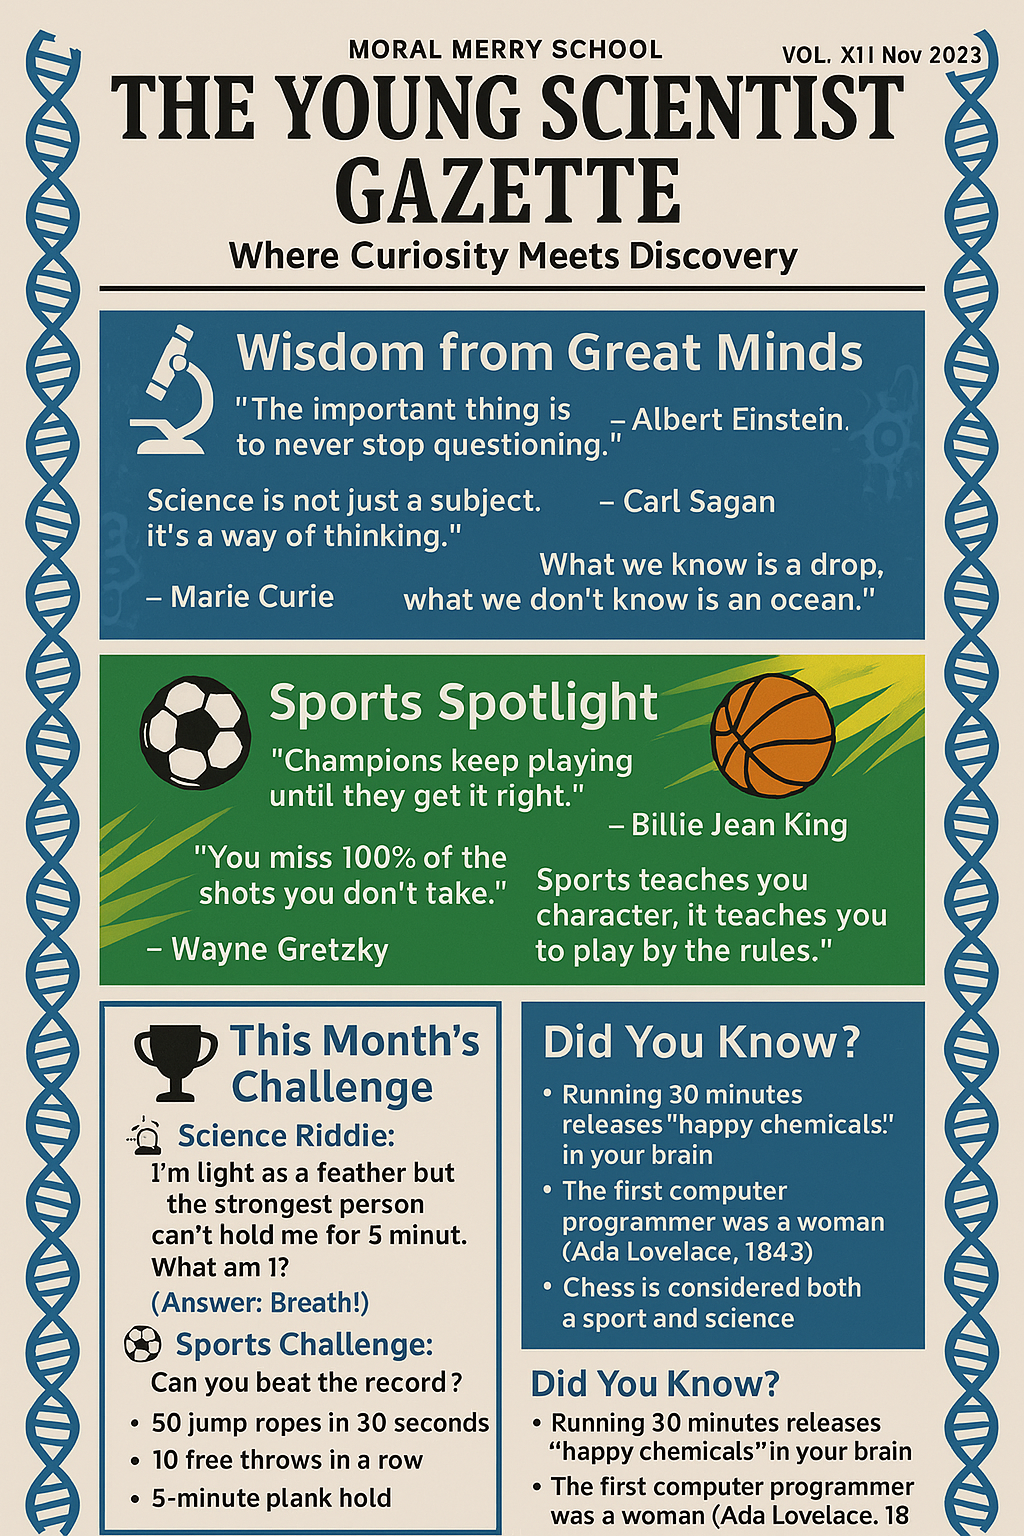 MORAL MERRY SCHOOL
VOL. XII Nov 2023
THE YOUNG SCIENTIST
GAZETTE
Where Curiosity Meets Discovery
Wisdom from Great Minds
"The important thing is
to never stop questioning."
– Albert Einstein.
Science is not just a subject.
it's a way of thinking."
– Carl Sagan
– Marie Curie
What we know is a drop,
what we don't know is an ocean."
Sports Spotlight
"Champions keep playing
until they get it right."
– Billie Jean King
"You miss 100% of the
shots you don't take."
– Wayne Gretzky
Sports teaches you
character, it teaches you
to play by the rules."
This Month's
Challenge
Science Riddie:
I'm light as a feather but
the strongest person
can't hold me for 5 minut.
What am 1?
(Answer: Breath!)
Sports Challenge:
Can you beat the record?
• 50 jump ropes in 30 seconds
• 10 free throws in a row
• 5-minute plank hold
Did You Know?
• Running 30 minutes
releases "happy chemicals."
in your brain
• The first computer
programmer was a woman
(Ada Lovelace, 1843)
• Chess is considered both
a sport and science
Did You Know?
• Running 30 minutes releases
“happy chemicals” in your brain
• The first computer programmer
was a woman (Ada Lovelace. 18